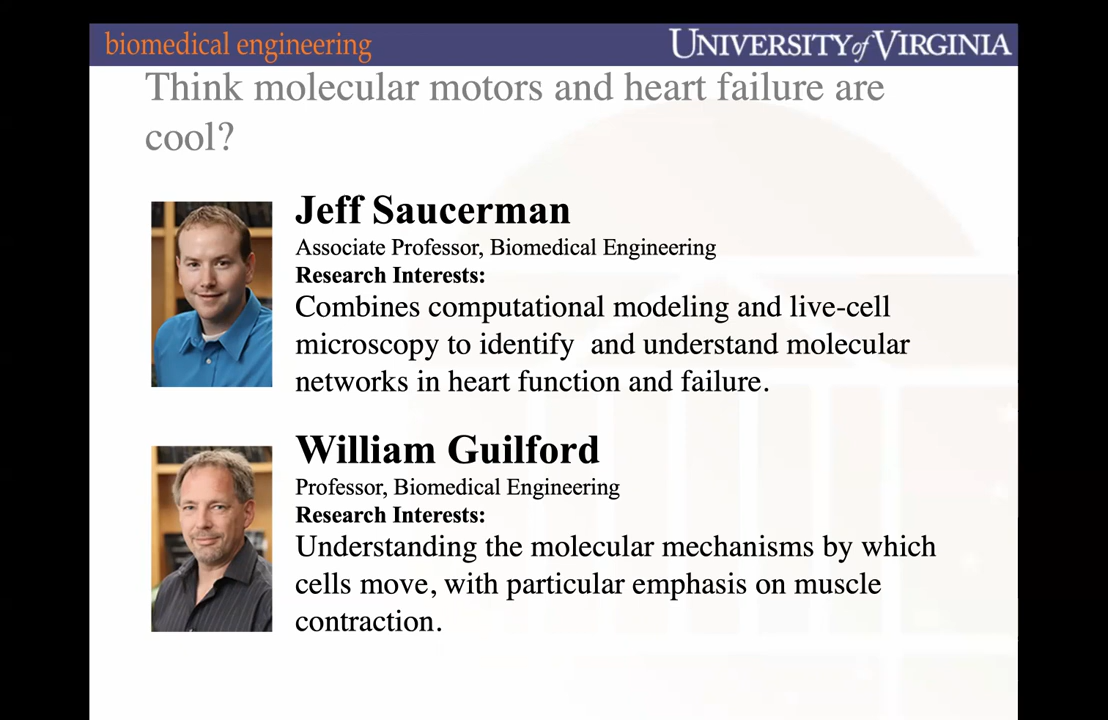 biomedical engineering
UNIVERSITY of VIRGINIA
Think molecular motors and heart failure are
cool?
Jeff Saucerman
Associate Professor, Biomedical Engineering
Research Interests:
Combines computational modeling and live-cell
microscopy to identify  and understand molecular
networks in heart function and failure.
William Guilford
Professor, Biomedical Engineering
Research Interests:
Understanding the molecular mechanisms by which
cells move, with particular emphasis on muscle
contraction.